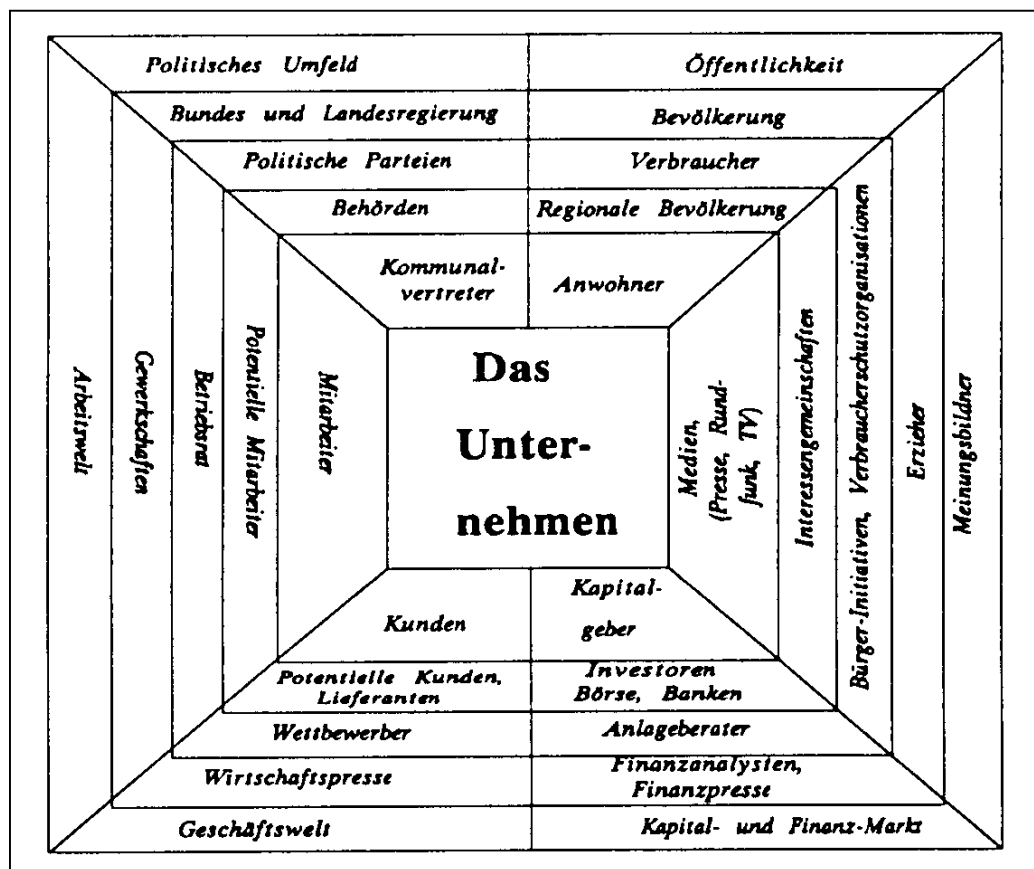 Politisches Umfeld
Öffentlichkeit
Bundes und Landesregierung
Bevölkerung
Politische Parteien
Verbraucher
Behörden
Regionale Bevölkerung
Kommunal-
vertreter
Anwohner
Arbeitswelt
Gewerkschaften
Betriebsrat
Potentielle Mitarbeiter
Mitarbeiter
Das
Unter-
nehmen
Medien,
(Presse, Rund-
funk, TV)
Interessengemeinschaften
Bürger-Initiativen, Verbraucherschutzorganisationen
Erzieher
Meinungsbildner
Kunden
Kapital-
geber
Potentielle Kunden,
Lieferanten
Investoren
Börse, Banken
Wettbewerber
Anlageberater
Wirtschaftspresse
Finanzanalysten,
Finanzpresse
Geschäftswelt
Kapital- und Finanz-Markt